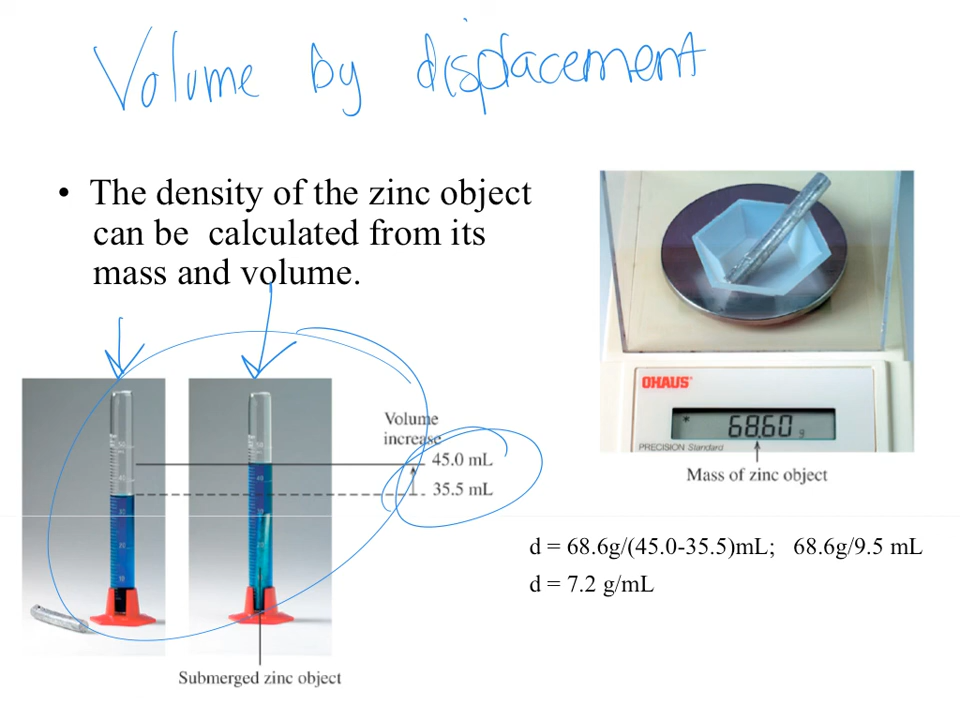 Volume by displacement
• The density of the zinc object
can be calculated from its
mass and volume.
OHAUS
68.60 g
PRECISION Standard
Mass of zinc object
Volume
increase
45.0 mL
35.5 mL
d = 68.6g/(45.0-35.5)mL; 68.6g/9.5 mL
d = 7.2 g/mL
Submerged zinc object